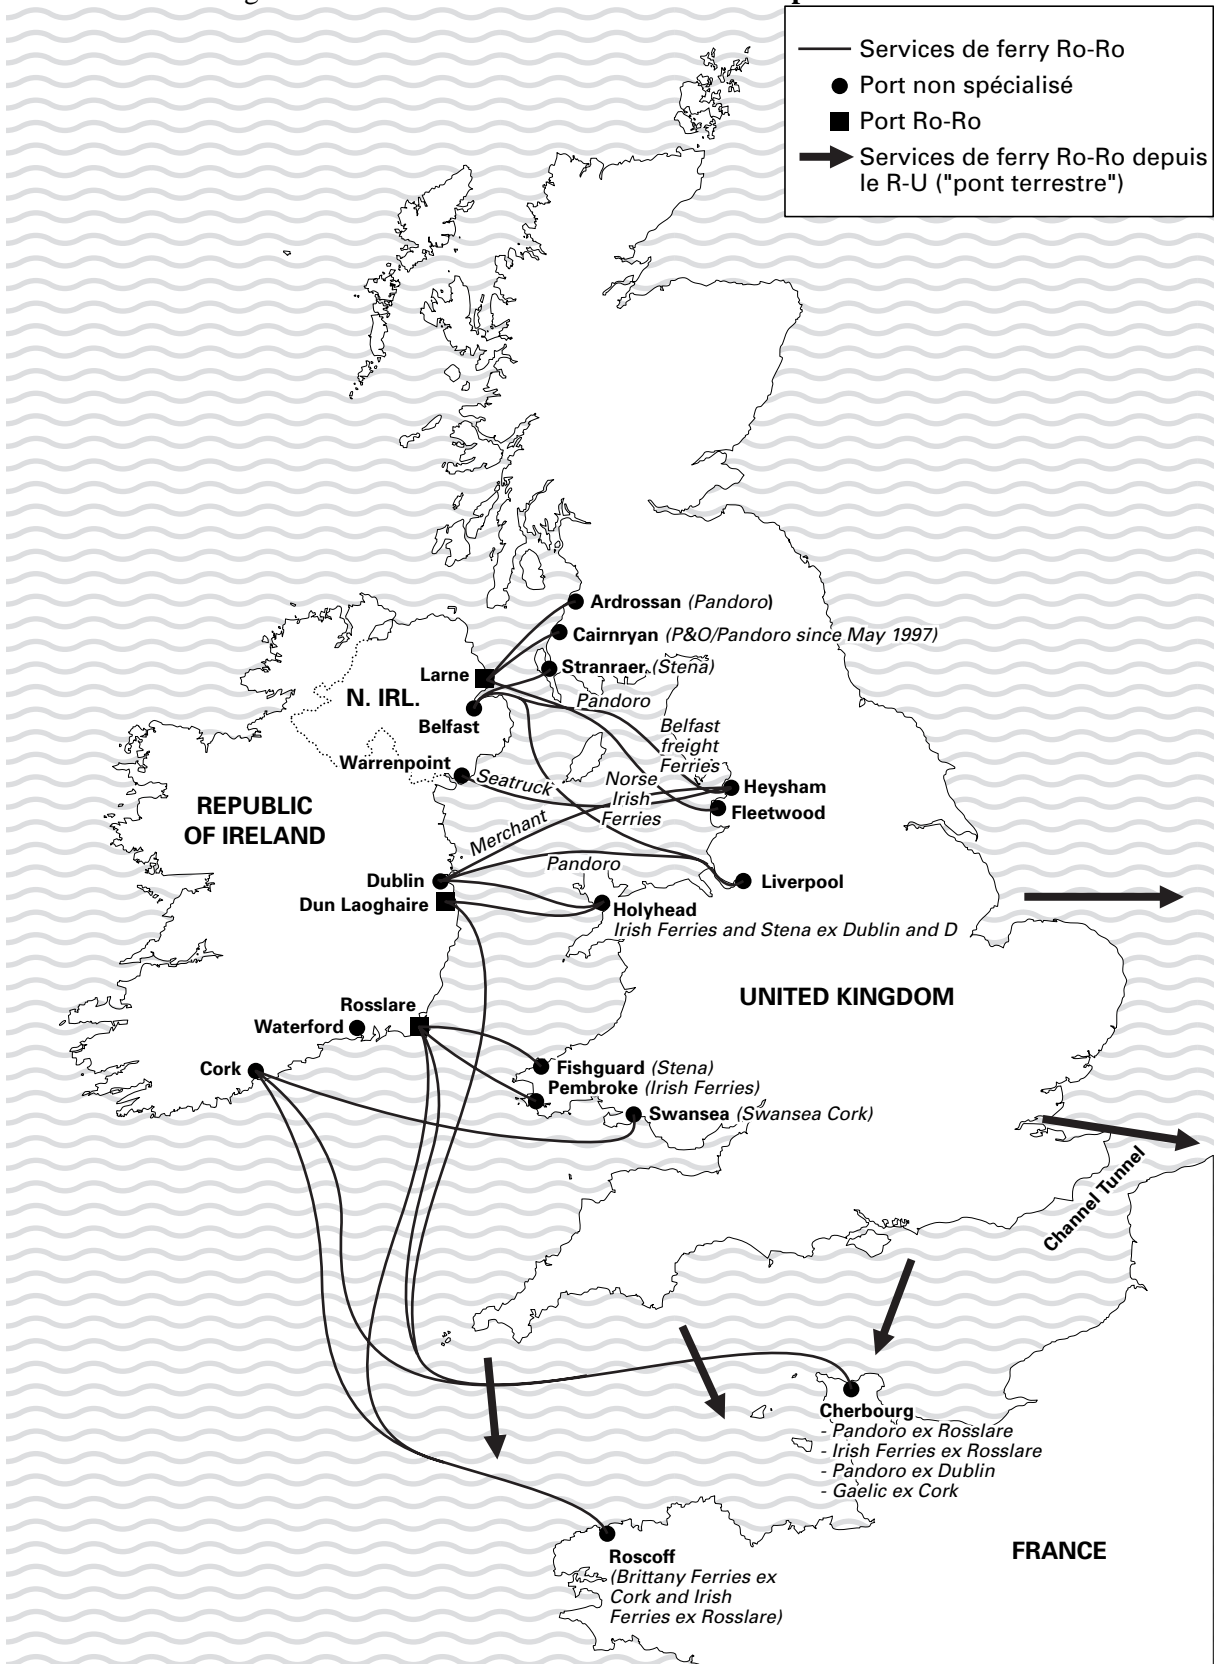 Services de ferry Ro-Ro
Port non spécialisé
Port Ro-Ro
Services de ferry Ro-Ro depuis
le R-U ("pont terrestre")
Ardrossan (Pandoro)
Cairnryan (P&O/Pandoro since May 1997)
Stranraer (Stena)
Larne
N. IRL.
Pandoro
Belfast
Belfast
freight
Ferries
Warrenpoint
Seatruck
Norse
Irish
Ferries
Heysham
Fleetwood
REPUBLIC
OF IRELAND
Merchant
Pandoro
Dublin
Liverpool
Dun Laoghaire
Holyhead
Irish Ferries and Stena ex Dublin and D
UNITED KINGDOM
Rosslare
Waterford
Cork
Fishguard (Stena)
Pembroke (Irish Ferries)
Swansea (Swansea Cork)
Channel Tunnel
Cherbourg
- Pandoro ex Rosslare
- Irish Ferries ex Rosslare
- Pandoro ex Dublin
- Gaelic ex Cork
FRANCE
Roscoff
(Brittany Ferries ex
Cork and Irish
Ferries ex Rosslare)